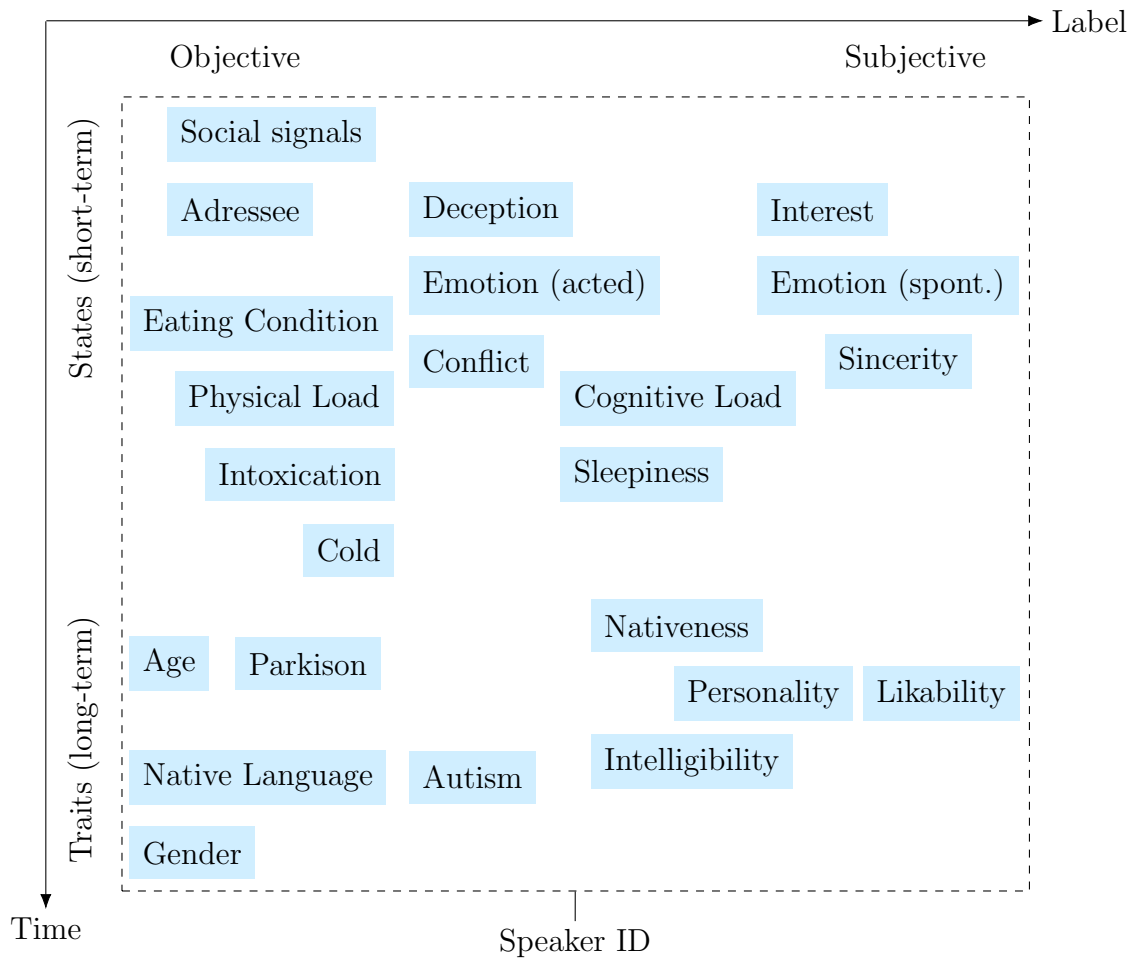 Label
Objective
Subjective
States (short-term)
Social signals
Adressee
Deception
Interest
Emotion (acted)
Emotion (spont.)
Eating Condition
Conflict
Sincerity
Physical Load
Cognitive Load
Intoxication
Sleepiness
Cold
Traits (long-term)
Nativeness
Age
Parkison
Personality
Likability
Native Language
Autism
Intelligibility
Gender
Time
Speaker ID